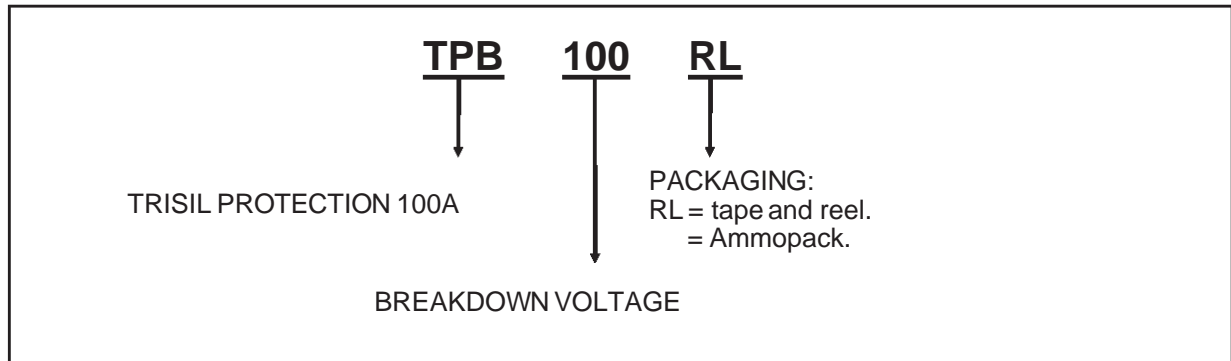 TPB 100 RL
TRISIL PROTECTION 100A
PACKAGING:
RL = tape and reel.
= Ammopack.
BREAKDOWN VOLTAGE